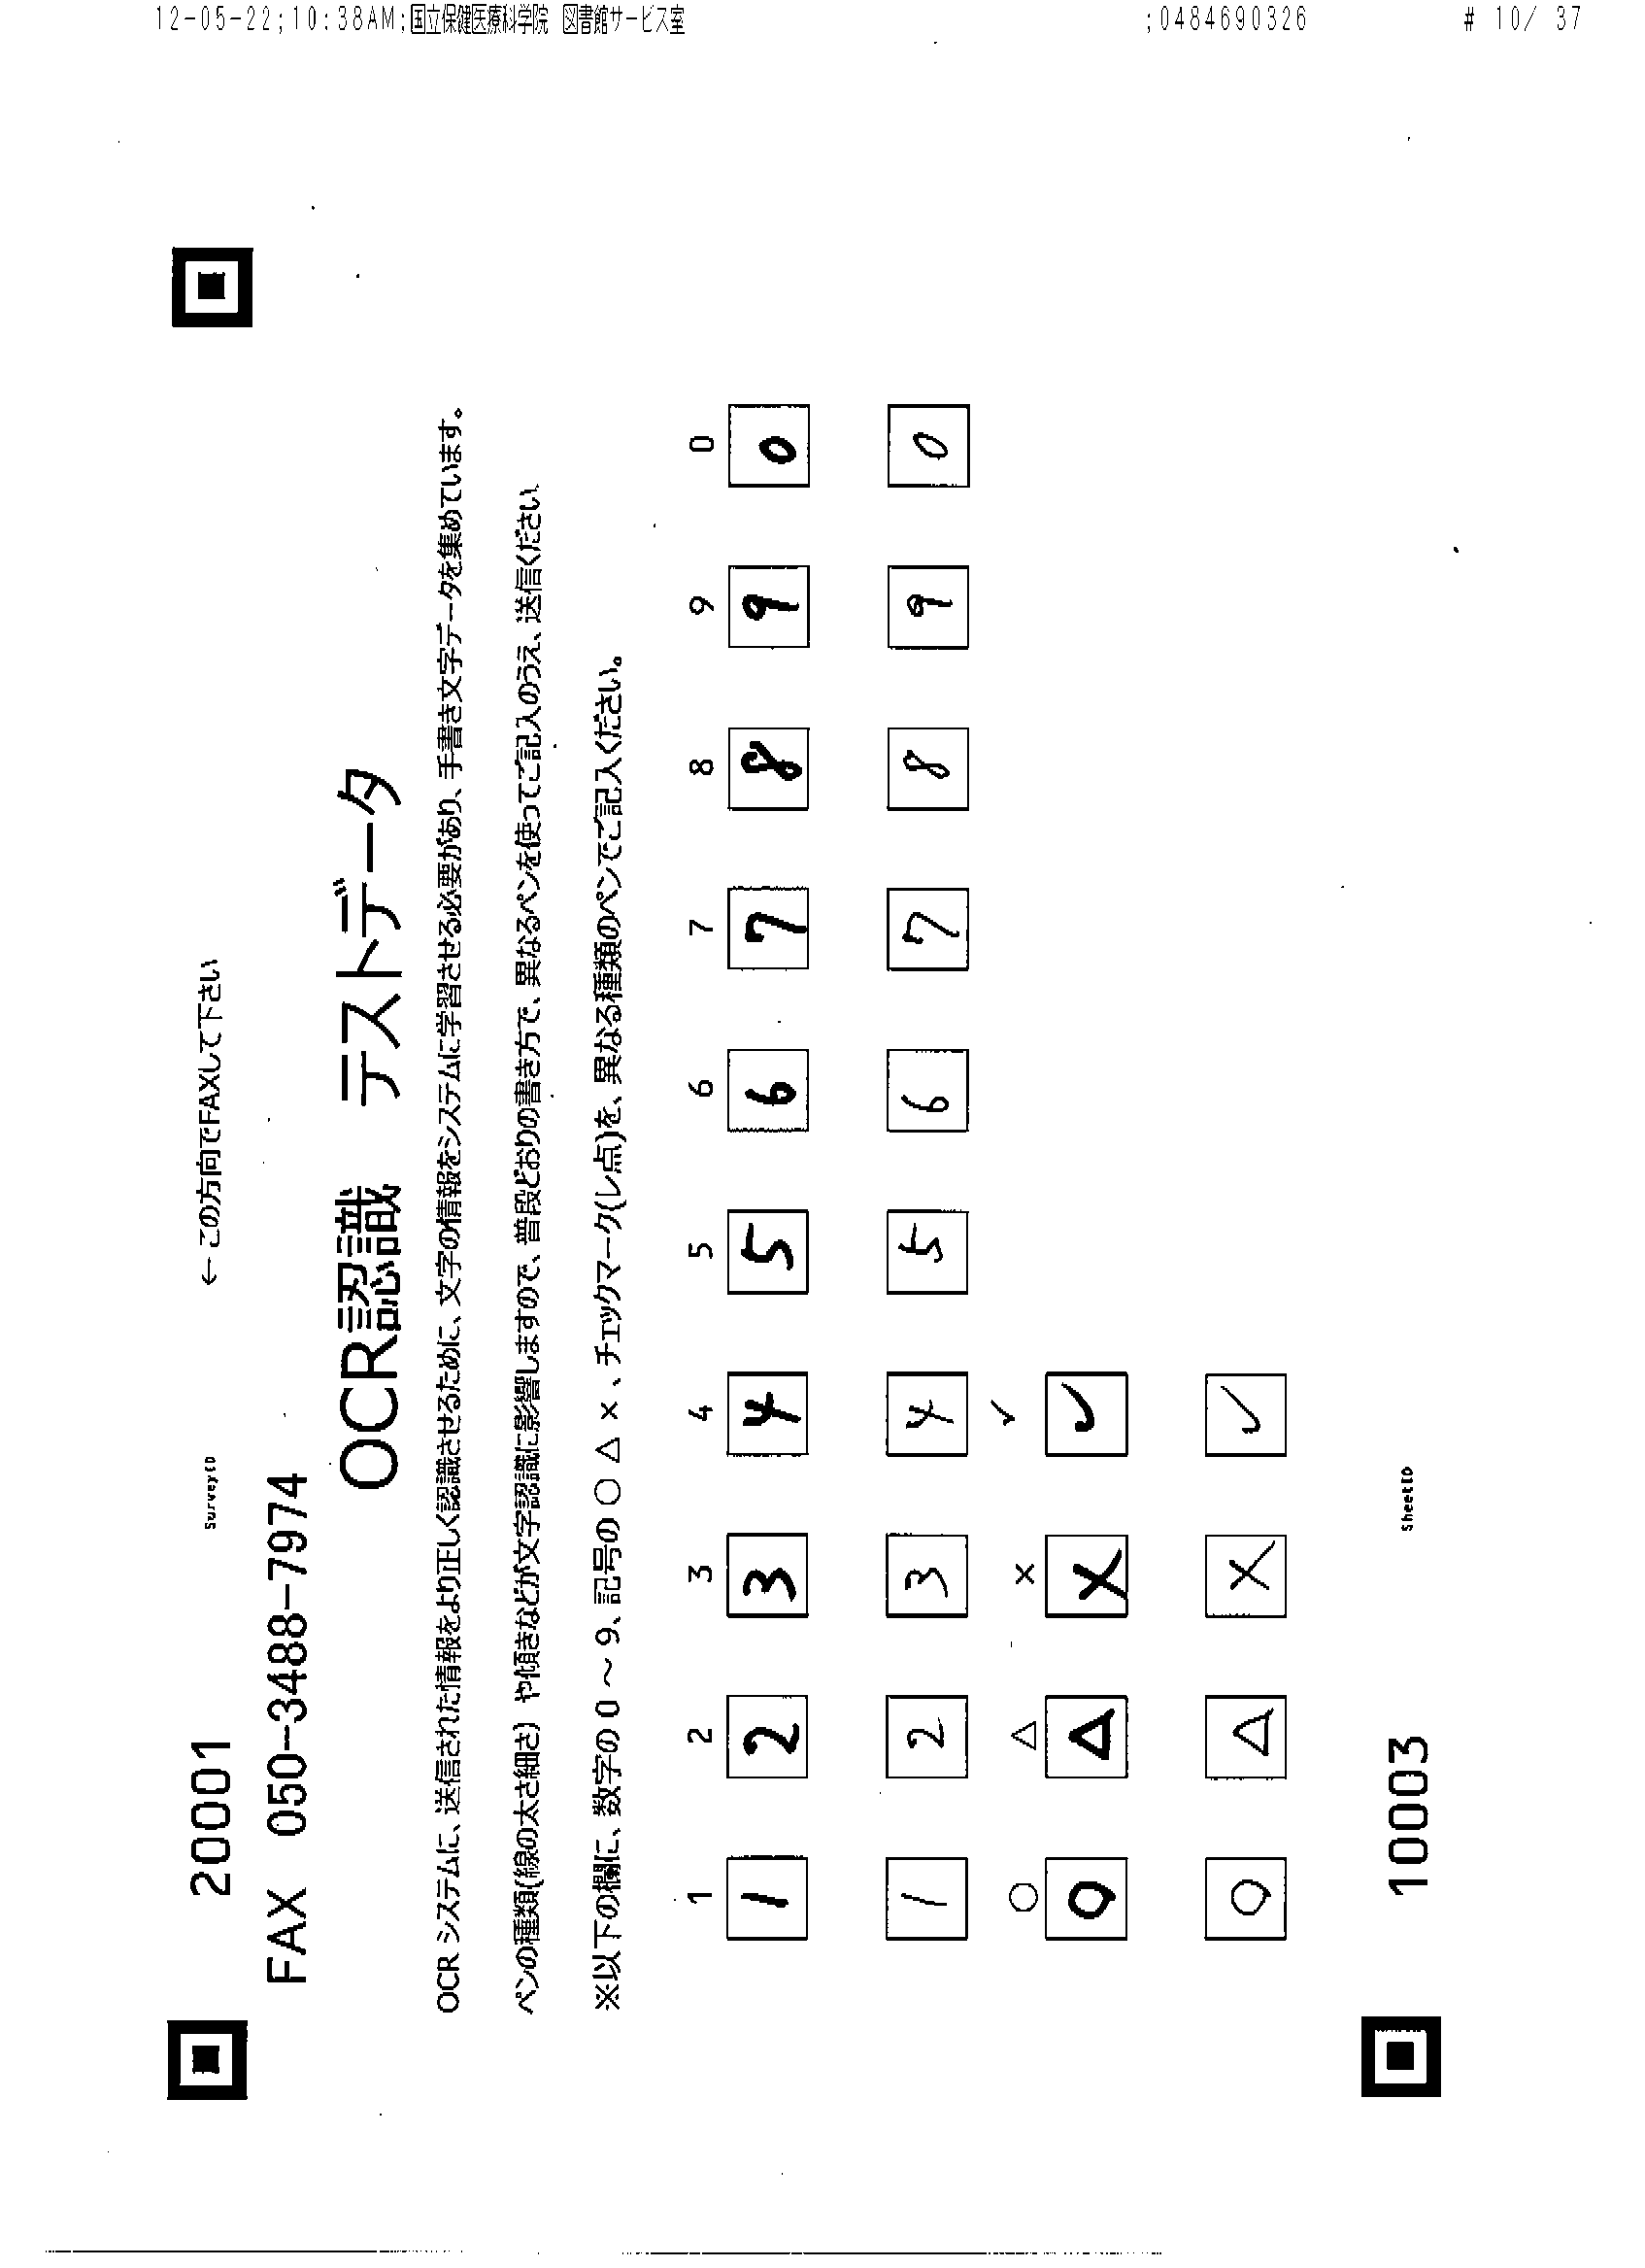 12-05-22;10:38AM;国立保健医療科学院 図書館サービス室 ;0484690326 # 10/ 37
20001 SurveyID ←この方向でFAXして下さい
FAX 050-3488-7974
OCR認識 テストデータ
OCR システムに、送信された情報をより正しく認識させるために、文字の情報をシステムに学習させる必要があり、手書き文字データを集めています。
ペンの種類(線の太さ細さ) や傾きなどが文字認識に影響しますので、普段どおりの書き方で、異なるペンを使ってご記入のうえ、送信ください
※以下の欄に、数字の 0 ～ 9、記号の ○ △ × 、チェックマーク(レ点)を、異なる種類のペンでご記入ください。
1 2 3 4 5 6 7 8 9 0
1 2 3 4 5 6 7 8 9 0
1 2 3 4 5 6 7 8 9 0
○ △ × ✓
○ △ × ✓
○ △ × ✓
10003 SheetID